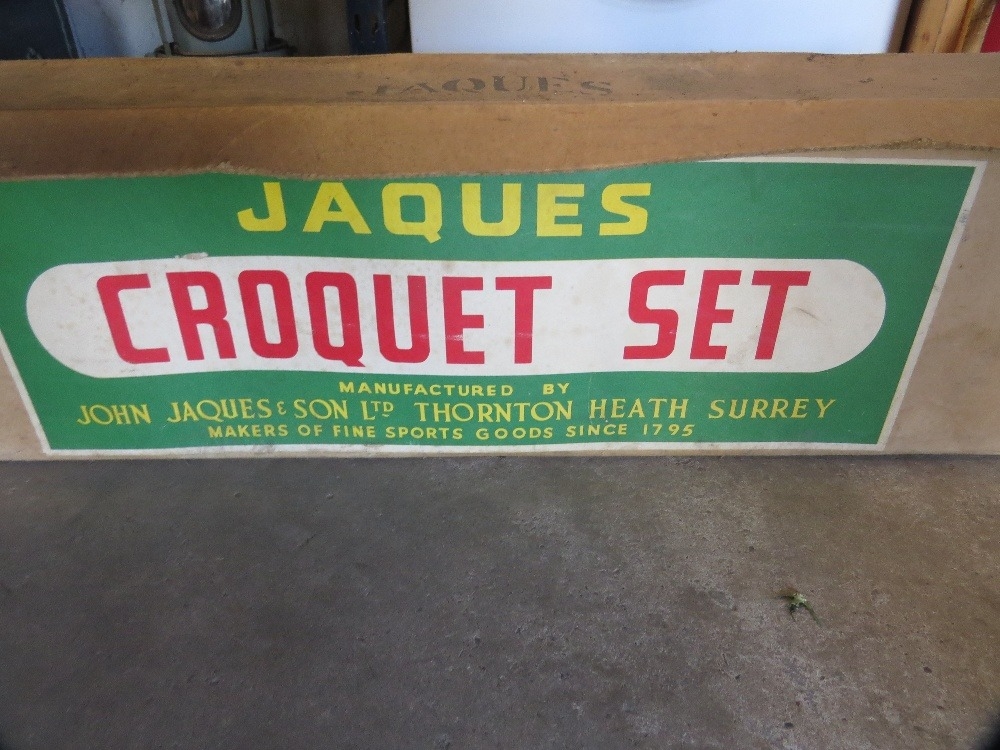 JAQUES
JAQUES
CROQUET SET
MANUFACTURED BY
JOHN JAQUES & SON LTD THORNTON HEATH SURREY
MAKERS OF FINE SPORTS GOODS SINCE 1795